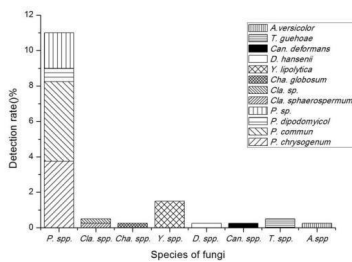 A.versicolor
T. guehoae
Can. deformans
D. hansenii
Y. lipolytica
Cha. globosum
Cla. sp.
Cla. sphaerospermum
P. sp.
P. dipodomyicol
P. commun
P. chrysogenum
Detection rate()%
12
10
8
6
4
2
0
P. spp. Cla. spp. Cha. spp. Y. spp. D. spp. Can. spp. T. spp. A.spp
Species of fungi